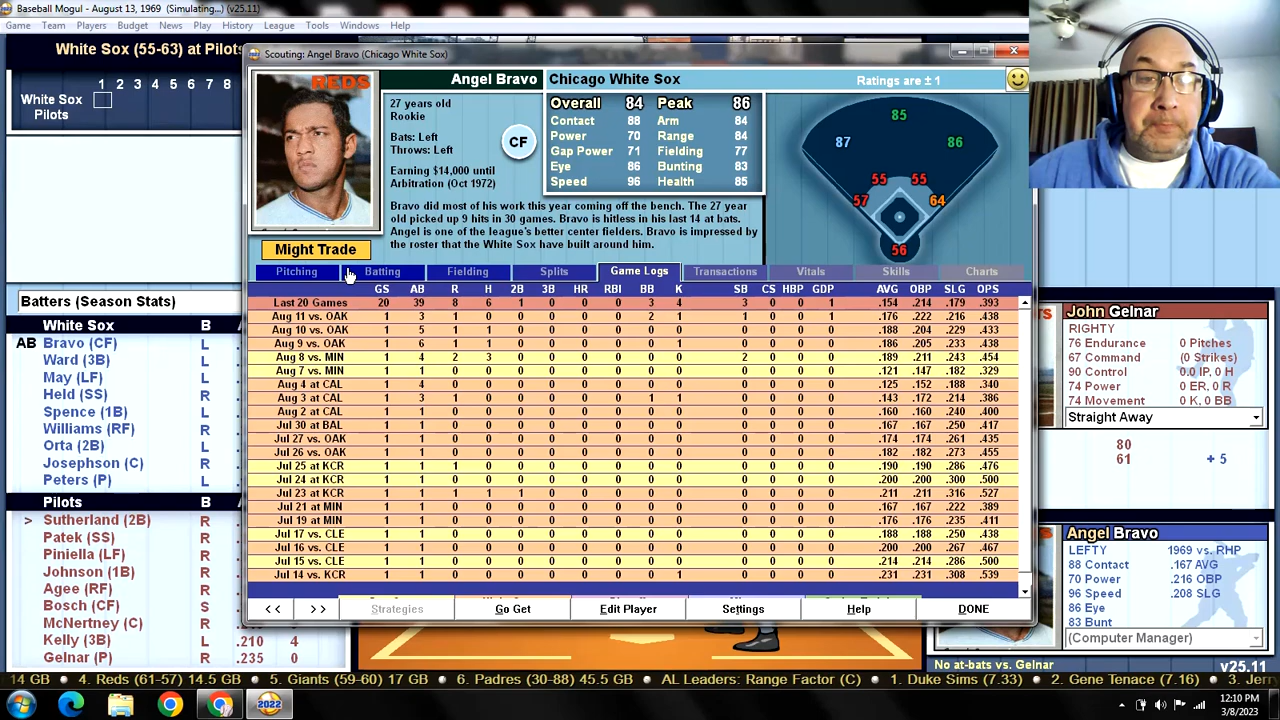 Baseball Mogul - August 13, 1969 (Simulating...) (v25.11)
Game Team Players Budget News Play History League Tools Windows Help
White Sox (55-63) at Pilots
1 2 3 4 5 6 7 8
White Sox
Pilots
Batters (Season Stats)
White Sox B
AB Bravo (CF) L
Ward (3B) L
May (LF) L
Held (SS) R
Spence (1B) L
Williams (RF) R
Orta (2B) L
Josephson (C) R
Peters (P) L
Pilots B
> Sutherland (2B) R
Patek (SS) R
Piniella (LF) R
Johnson (1B) R
Agee (RF) R
Bosch (CF) S
McNertney (C) R
Kelly (3B) L .210 4
Gelnar (P) R .235 0
Scouting: Angel Bravo (Chicago White Sox)
REDS
Angel Bravo
Chicago White Sox
Ratings are ± 1
27 years old
Rookie
Bats: Left
Throws: Left
Earning $14,000 until
Arbitration (Oct 1972)
CF
Overall 84 Peak 86
Contact 88 Arm 84
Power 70 Range 84
Gap Power 71 Fielding 77
Eye 86 Bunting 83
Speed 96 Health 85
85
87 86
55 55
57 64
56
Bravo did most of his work this year coming off the bench. The 27 year
old picked up 9 hits in 30 games. Bravo is hitless in his last 14 at bats.
Angel is one of the league's better center fielders. Bravo is impressed by
the roster that the White Sox have built around him.
Might Trade
Pitching Batting Fielding Splits Game Logs Transactions Vitals Skills Charts
GS AB R H 2B 3B HR RBI BB K SB CS HBP GDP AVG OBP SLG OPS
Last 20 Games 20 39 8 6 1 0 0 0 3 4 3 0 0 1 .154 .214 .179 .393
Aug 11 vs. OAK 1 3 1 0 0 0 0 0 2 1 1 0 0 1 .176 .222 .216 .438
Aug 10 vs. OAK 1 5 1 1 0 0 0 0 0 0 0 0 0 0 .188 .204 .229 .433
Aug 9 vs. OAK 1 6 1 1 0 0 0 0 0 1 0 0 0 0 .186 .205 .233 .438
Aug 8 vs. MIN 1 4 2 3 0 0 0 0 0 0 2 0 0 0 .189 .211 .243 .454
Aug 7 vs. MIN 1 1 0 0 0 0 0 0 0 0 0 0 0 0 .121 .147 .182 .329
Aug 4 at CAL 1 4 0 0 0 0 0 0 0 0 0 0 0 0 .125 .152 .188 .340
Aug 3 at CAL 1 3 1 0 0 0 0 0 1 1 0 0 0 0 .143 .172 .214 .386
Aug 2 at CAL 1 1 0 0 0 0 0 0 0 0 0 0 0 0 .160 .160 .240 .400
Jul 30 at BAL 1 1 0 0 0 0 0 0 0 0 0 0 0 0 .167 .167 .250 .417
Jul 27 vs. OAK 1 1 0 0 0 0 0 0 0 0 0 0 0 0 .174 .174 .261 .435
Jul 26 vs. OAK 1 1 0 0 0 0 0 0 0 0 0 0 0 0 .182 .182 .273 .455
Jul 25 at KCR 1 1 1 0 0 0 0 0 0 0 0 0 0 0 .190 .190 .286 .476
Jul 24 at KCR 1 1 0 0 0 0 0 0 0 0 0 0 0 0 .200 .200 .300 .500
Jul 23 at KCR 1 1 1 1 1 0 0 0 0 0 0 0 0 0 .211 .211 .316 .527
Jul 21 at MIN 1 1 0 0 0 0 0 0 0 0 0 0 0 0 .167 .167 .222 .389
Jul 19 at MIN 1 1 0 0 0 0 0 0 0 0 0 0 0 0 .176 .176 .235 .411
Jul 17 vs. CLE 1 1 0 0 0 0 0 0 0 0 0 0 0 0 .188 .188 .250 .438
Jul 16 vs. CLE 1 1 0 0 0 0 0 0 0 0 0 0 0 0 .200 .200 .267 .467
Jul 15 vs. CLE 1 1 0 0 0 0 0 0 0 0 0 0 0 0 .214 .214 .286 .500
Jul 14 vs. KCR 1 1 0 0 0 0 0 0 0 1 0 0 0 0 .231 .231 .308 .539
<< >> Strategies Go Get Edit Player Settings Help DONE
John Gelnar
RIGHTY
76 Endurance 0 Pitches
67 Command (0 Strikes)
90 Control 0.0 IP, 0 H
74 Power 0 ER, 0 R
74 Movement 0 K, 0 BB
Straight Away
80
61 + 5
Angel Bravo
LEFTY 1969 vs. RHP
88 Contact .167 AVG
70 Power .216 OBP
96 Speed .208 SLG
86 Eye
83 Bunt
(Computer Manager)
No at-bats vs. Gelnar v25.11
14 GB 4. Reds (61-57) 14.5 GB 5. Giants (59-60) 17 GB 6. Padres (30-88) 45.5 GB AL Leaders: Range Factor (C) 1. Duke Sims (7.33) 2. Gene Tenace (7.16) 3.
2022
12:10 PM
3/8/2023